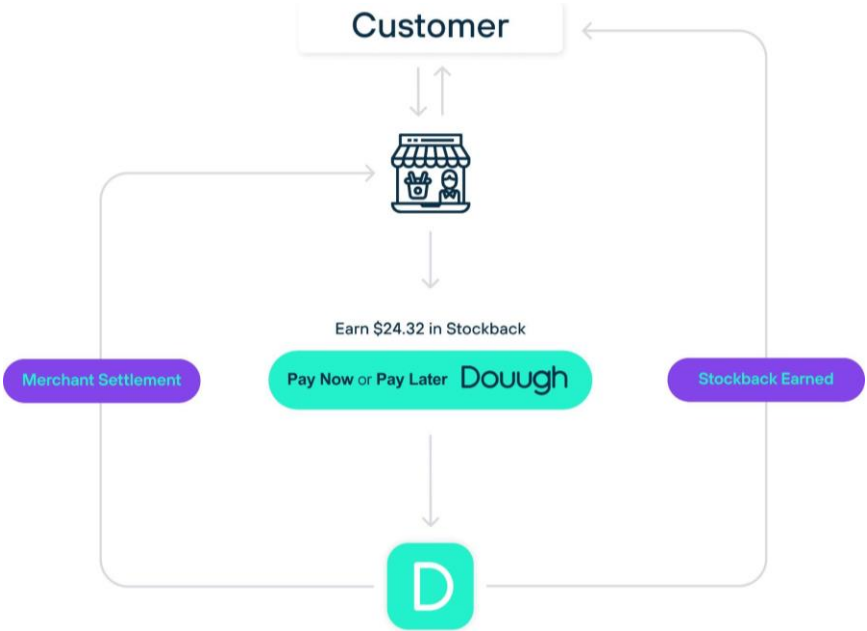 Customer
Earn $24.32 in Stockback
Merchant Settlement
Pay Now or Pay Later Douugh
Stockback Earned
D